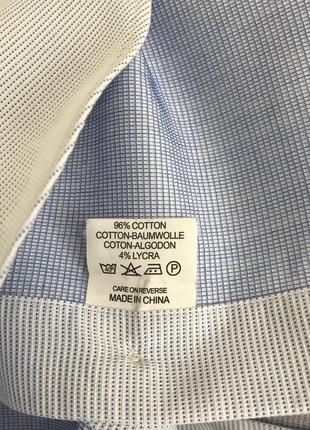 96% COTTON
COTTON-BAUMWOLLE
COTON-ALGODON
4% LYCRA
P
CARE ON REVERSE
MADE IN CHINA